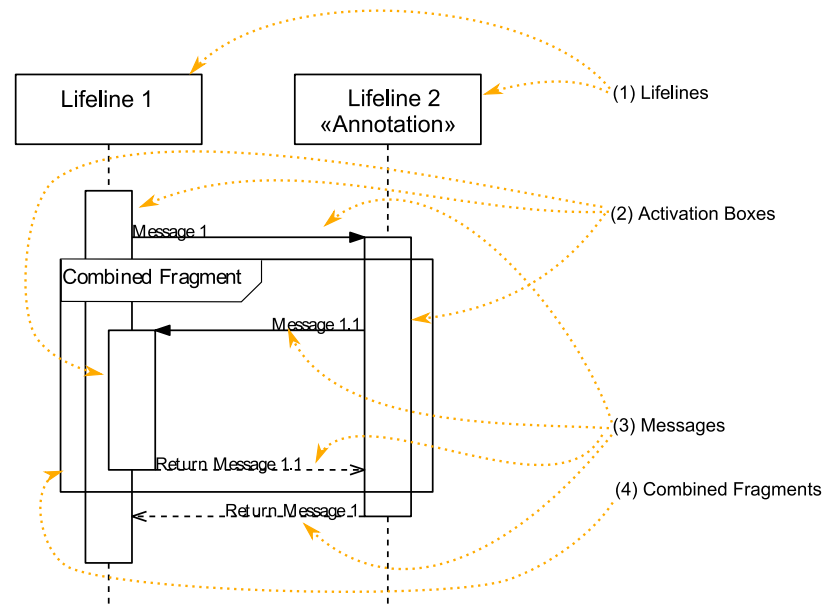 Lifeline 1
Lifeline 2
«Annotation»
(1) Lifelines
(2) Activation Boxes
Message 1
Combined Fragment
Message 1.1
(3) Messages
Return Message 1.1
(4) Combined Fragments
Return Message 1